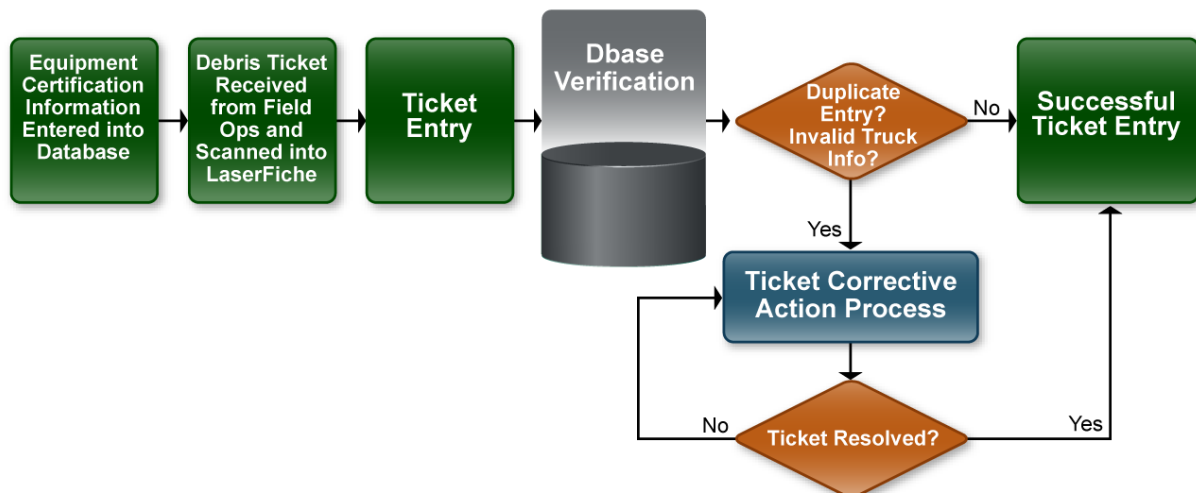 Equipment
Certification
Information
Entered into
Database
Debris Ticket
Received
from Field
Ops and
Scanned into
LaserFiche
Ticket
Entry
Dbase
Verification
Duplicate
Entry?
Invalid Truck
Info?
No
Successful
Ticket Entry
Yes
Ticket Corrective
Action Process
No
Ticket Resolved?
Yes